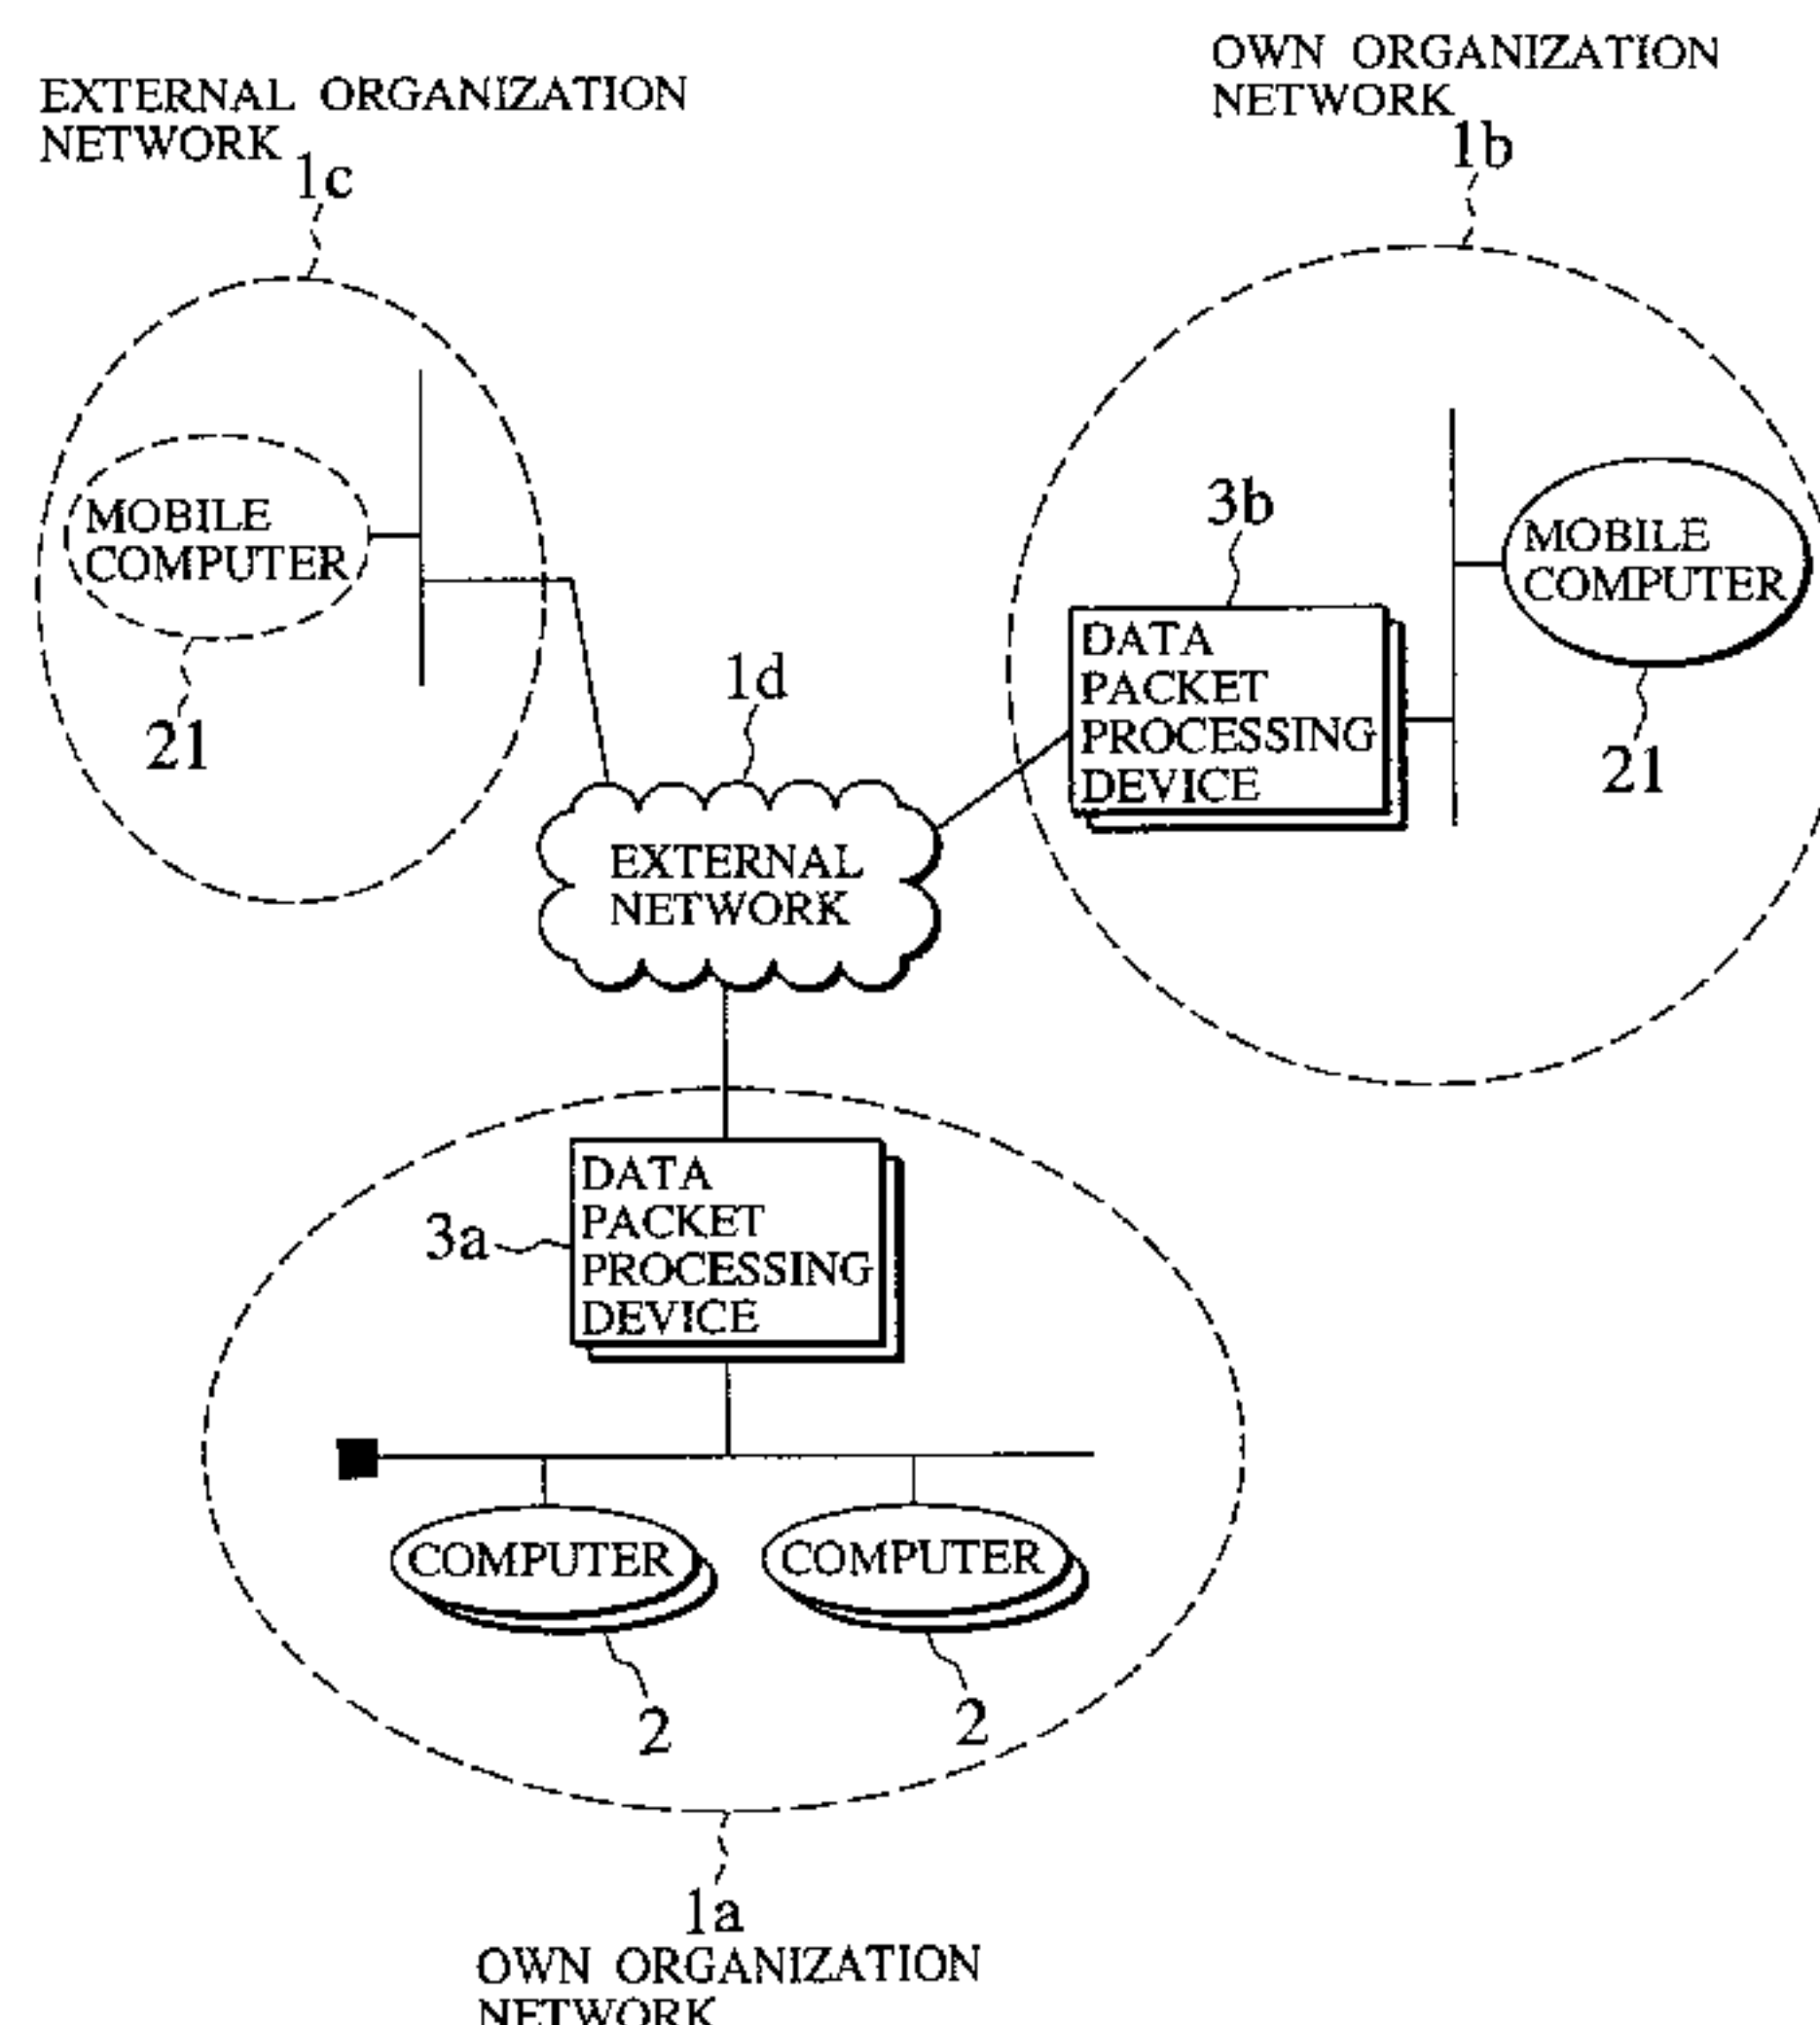 OWN ORGANIZATION
NETWORK
1b
EXTERNAL ORGANIZATION
NETWORK
1c
MOBILE
COMPUTER
21
3b
MOBILE
COMPUTER
21
DATA
PACKET
PROCESSING
DEVICE
1d
EXTERNAL
NETWORK
DATA
PACKET
PROCESSING
DEVICE
3a
COMPUTER
COMPUTER
2
2
1a
OWN ORGANIZATION
NETWORK